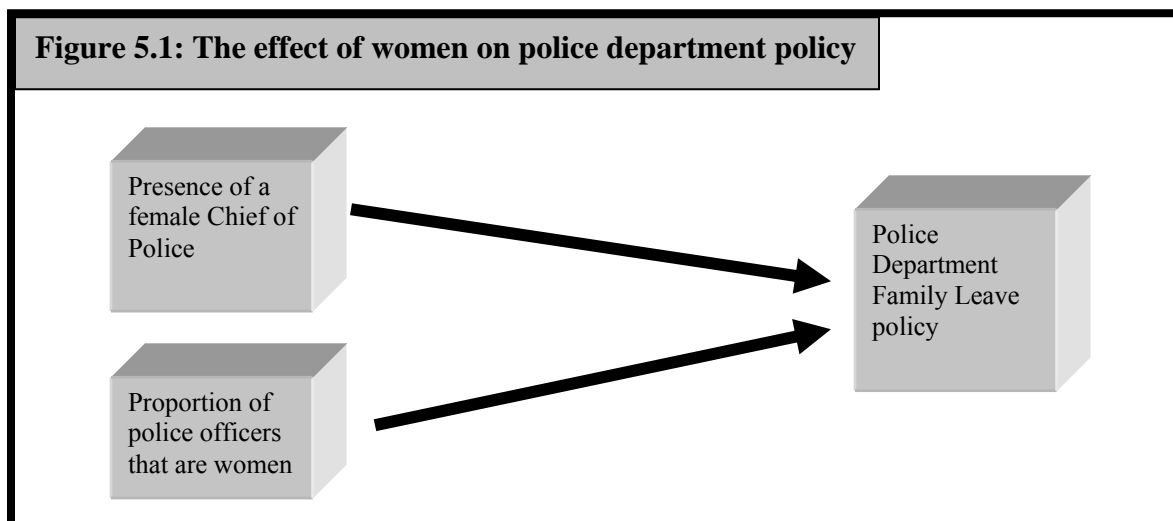 Figure 5.1: The effect of women on police department policy
Presence of a
female Chief of
Police
Proportion of
police officers
that are women
Police
Department
Family Leave
policy